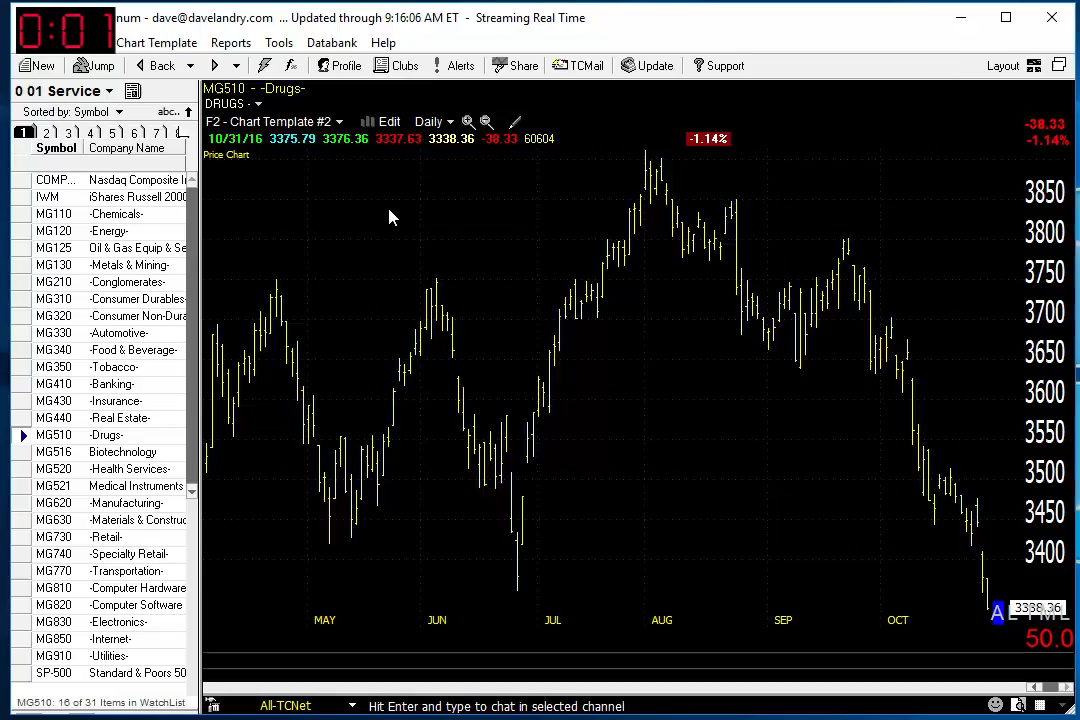 0:01
num - dave@davelandry.com ... Updated through 9:16:06 AM ET - Streaming Real Time
Chart Template Reports Tools Databank Help
New Jump Back Profile Clubs Alerts Share TCMail Update Support Layout
0 01 Service
Sorted by: Symbol abc..
1 2 3 4 5 6 7
Symbol Company Name
COMP... Nasdaq Composite I
IWM iShares Russell 2000
MG110 -Chemicals-
MG120 -Energy-
MG125 Oil & Gas Equip & Se
MG130 -Metals & Mining-
MG210 -Conglomerates-
MG310 -Consumer Durables-
MG320 -Consumer Non-Dura
MG330 -Automotive-
MG340 -Food & Beverage-
MG350 -Tobacco-
MG410 -Banking-
MG430 -Insurance-
MG440 -Real Estate-
MG510 -Drugs-
MG516 Biotechnology
MG520 -Health Services-
MG521 Medical Instruments
MG620 -Manufacturing-
MG630 -Materials & Construc
MG730 -Retail-
MG740 -Specialty Retail-
MG770 -Transportation-
MG810 -Computer Hardware
MG820 -Computer Software
MG830 -Electronics-
MG850 -Internet-
MG910 -Utilities-
SP-500 Standard & Poors 50
MG510: 16 of 31 Items in WatchList
MG510 - -Drugs-
DRUGS -
F2 - Chart Template #2 Edit Daily
10/31/16 3375.79 3376.36 3337.63 3338.36 -38.33 60604 -1.14%
Price Chart
-38.33
-1.14%
3850
3800
3750
3700
3650
3600
3550
3500
3450
3400
3338.36
50.0
MAY JUN JUL AUG SEP OCT
All-TCNet Hit Enter and type to chat in selected channel